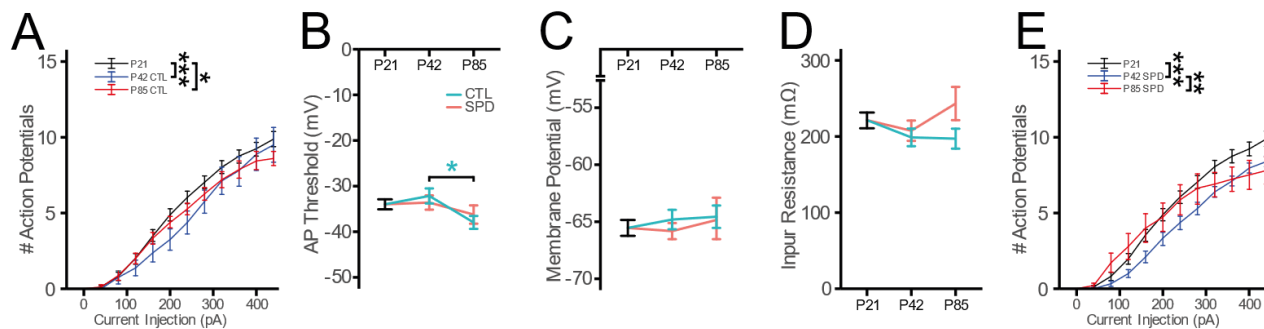 A
# Action Potentials
15
10
5
0
P21
P42 CTL
P85 CTL
***
*
0 100 200 300 400
Current Injection (pA)
B
AP Threshold (mV)
0
-10
-20
-30
-40
-50
P21 P42 P85
CTL
SPD
*
C
Membrane Potential (mV)
-55
-60
-65
-70
P21 P42 P85
D
Inpur Resistance (mΩ)
300
200
100
0
P21 P42 P85
E
# Action Potentials
15
10
5
0
P21
P42 SPD
P85 SPD
***
**
0 100 200 300 400
Current Injection (pA)